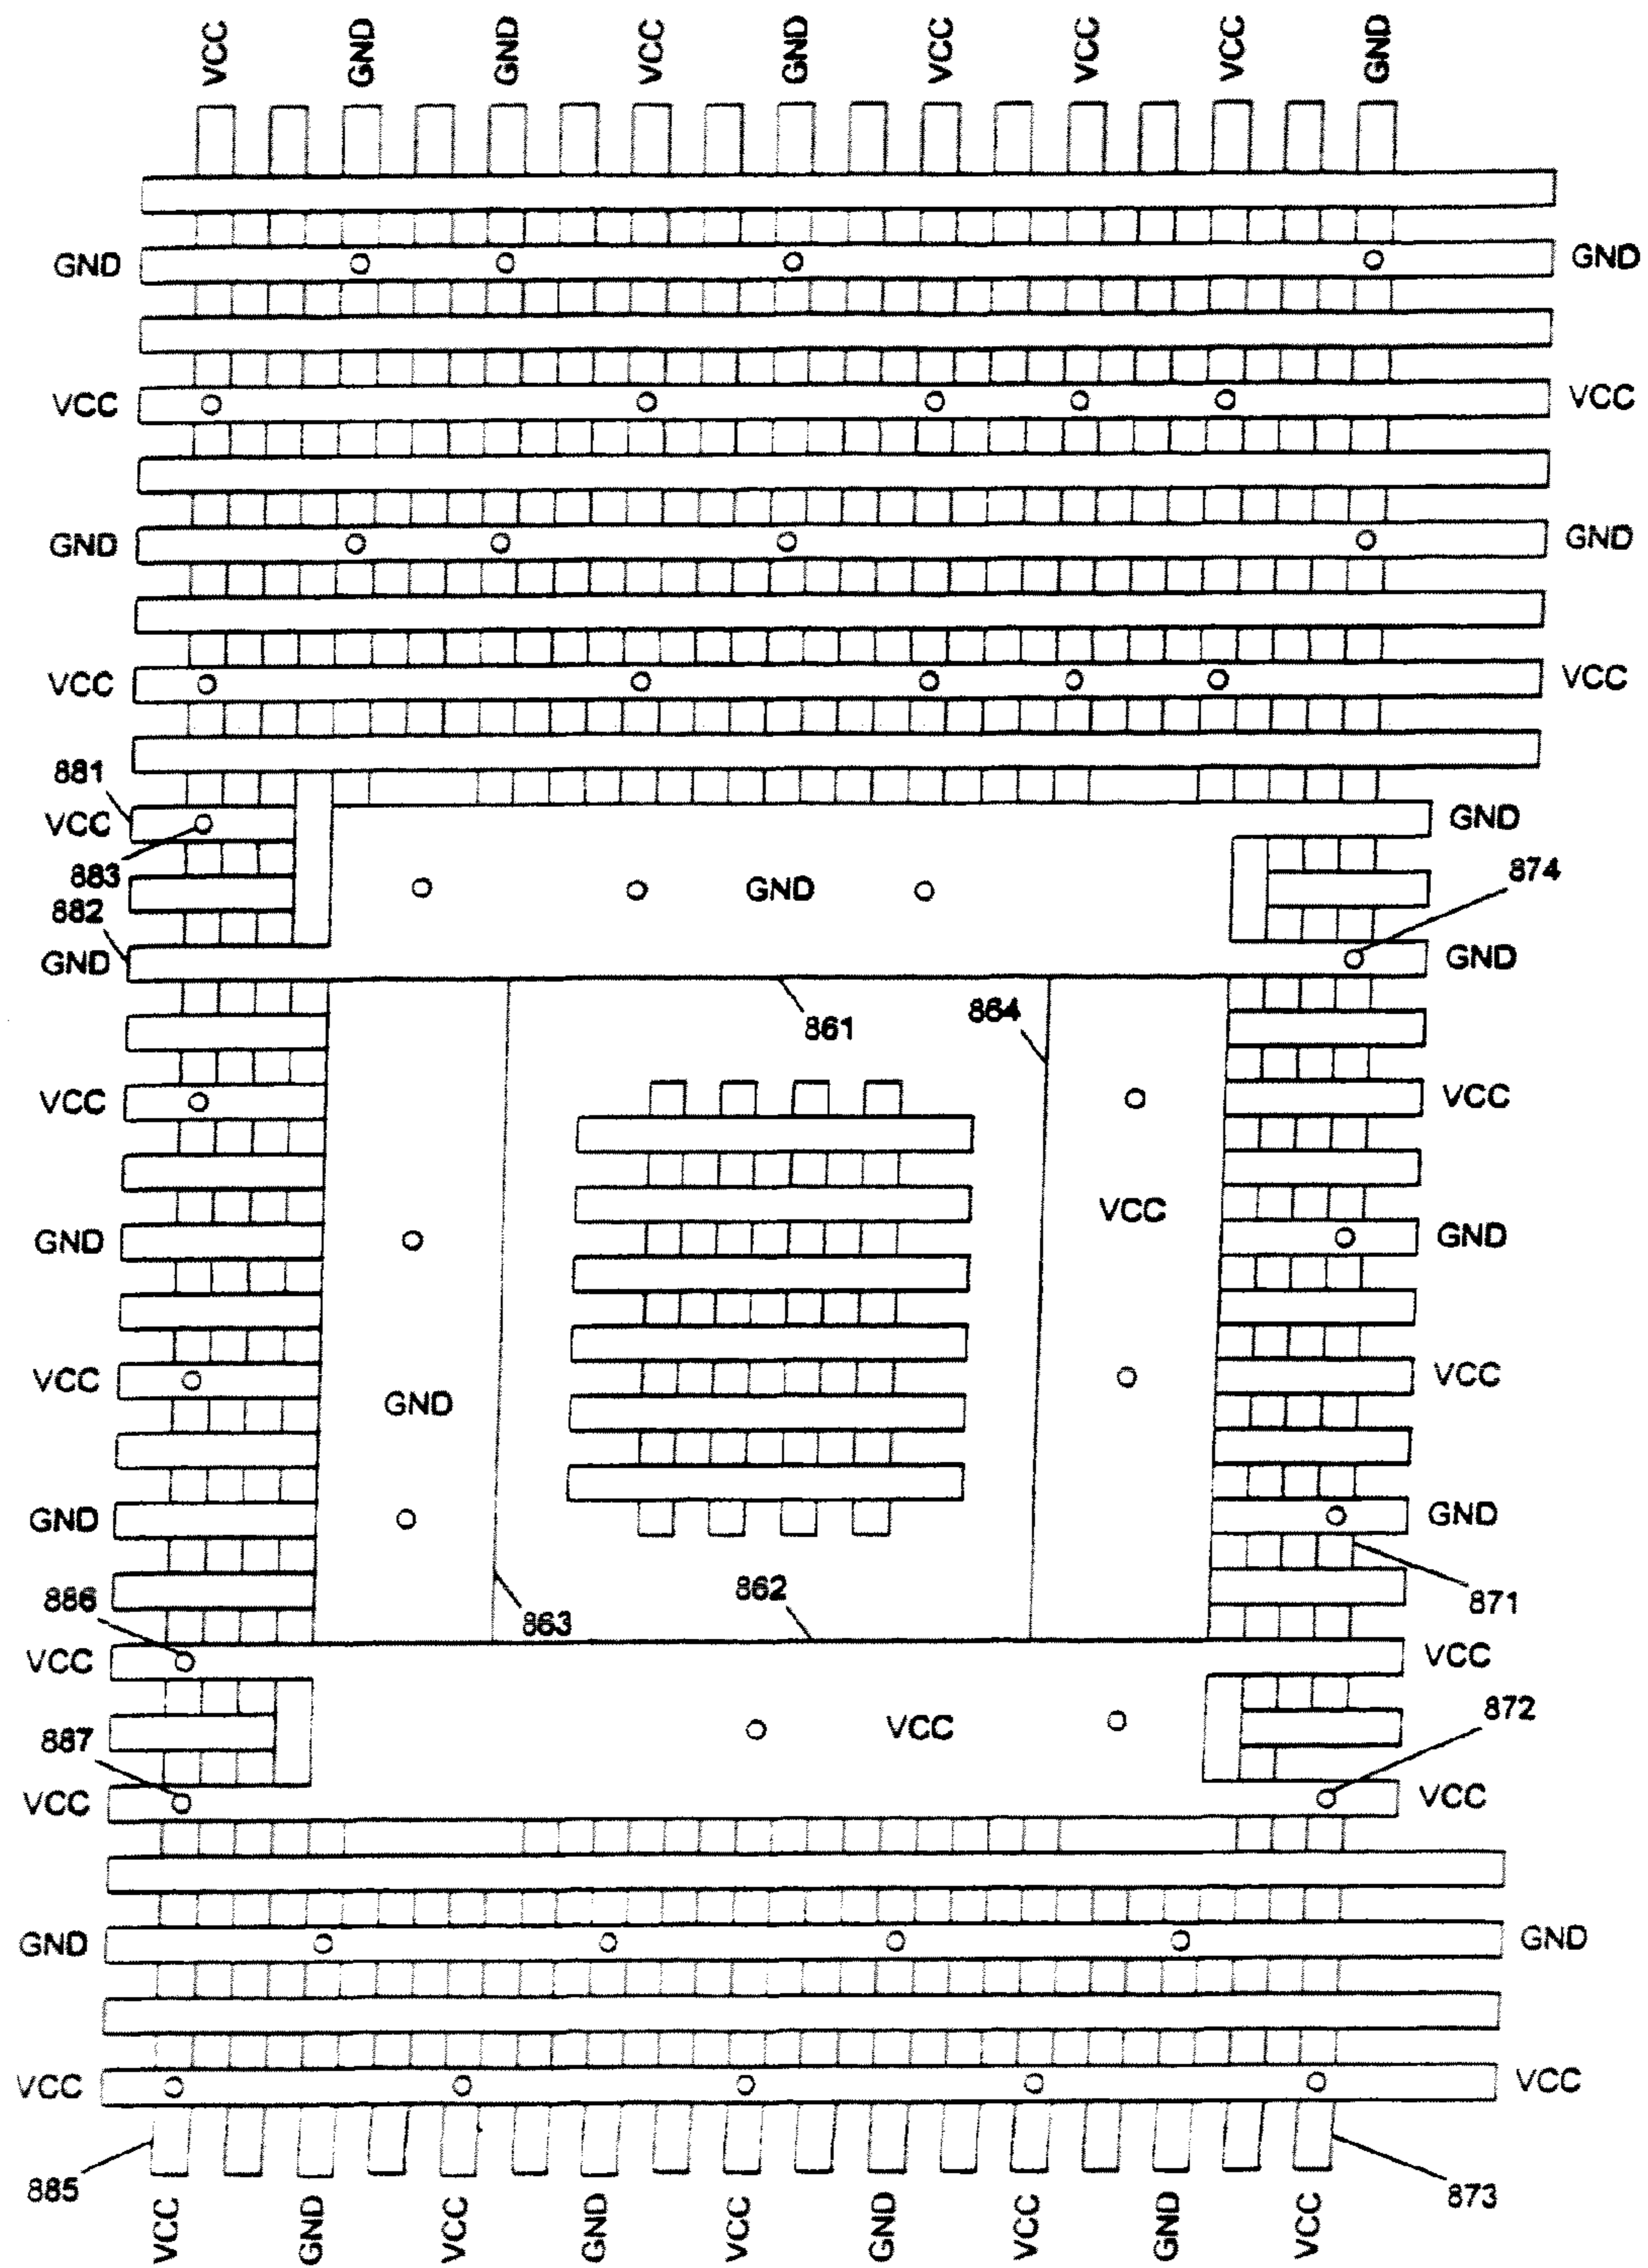 VCC GND GND VCC GND VCC VCC VCC GND
GND GND
VCC VCC
GND GND
VCC VCC
881
VCC GND
883
874
882
GND
GND GND
861
864
VCC VCC
VCC
GND GND
VCC VCC
GND
GND GND
886
862
871
863
VCC VCC
872
887
VCC
VCC VCC
GND GND
VCC VCC
885
873
VCC GND VCC GND VCC GND VCC GND VCC